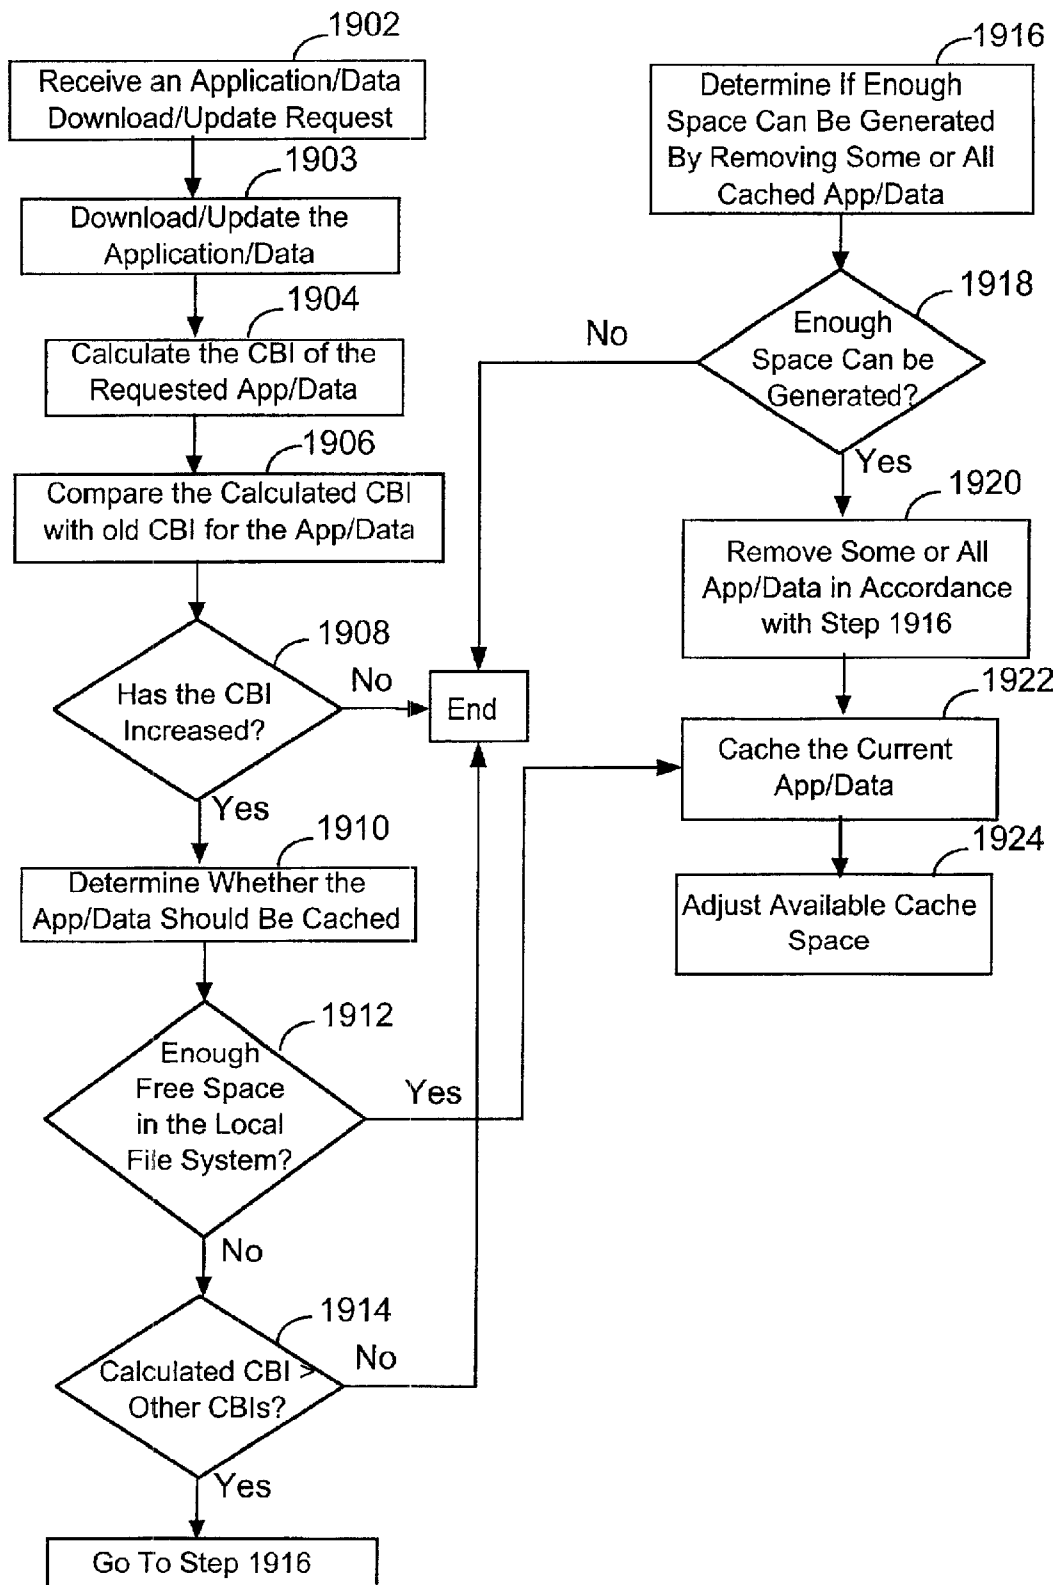 1902
Receive an Application/Data
Download/Update Request
1903
Download/Update the
Application/Data
1904
Calculate the CBI of the
Requested App/Data
1906
Compare the Calculated CBI
with old CBI for the App/Data
1908
Has the CBI
Increased?
No
End
Yes
1910
Determine Whether the
App/Data Should Be Cached
1912
Enough
Free Space
in the Local
File System?
Yes
No
1914
Calculated CBI >
Other CBIs?
No
Yes
Go To Step 1916
1916
Determine If Enough
Space Can Be Generated
By Removing Some or All
Cached App/Data
1918
Enough
Space Can be
Generated?
No
Yes
1920
Remove Some or All
App/Data in Accordance
with Step 1916
1922
Cache the Current
App/Data
1924
Adjust Available Cache
Space